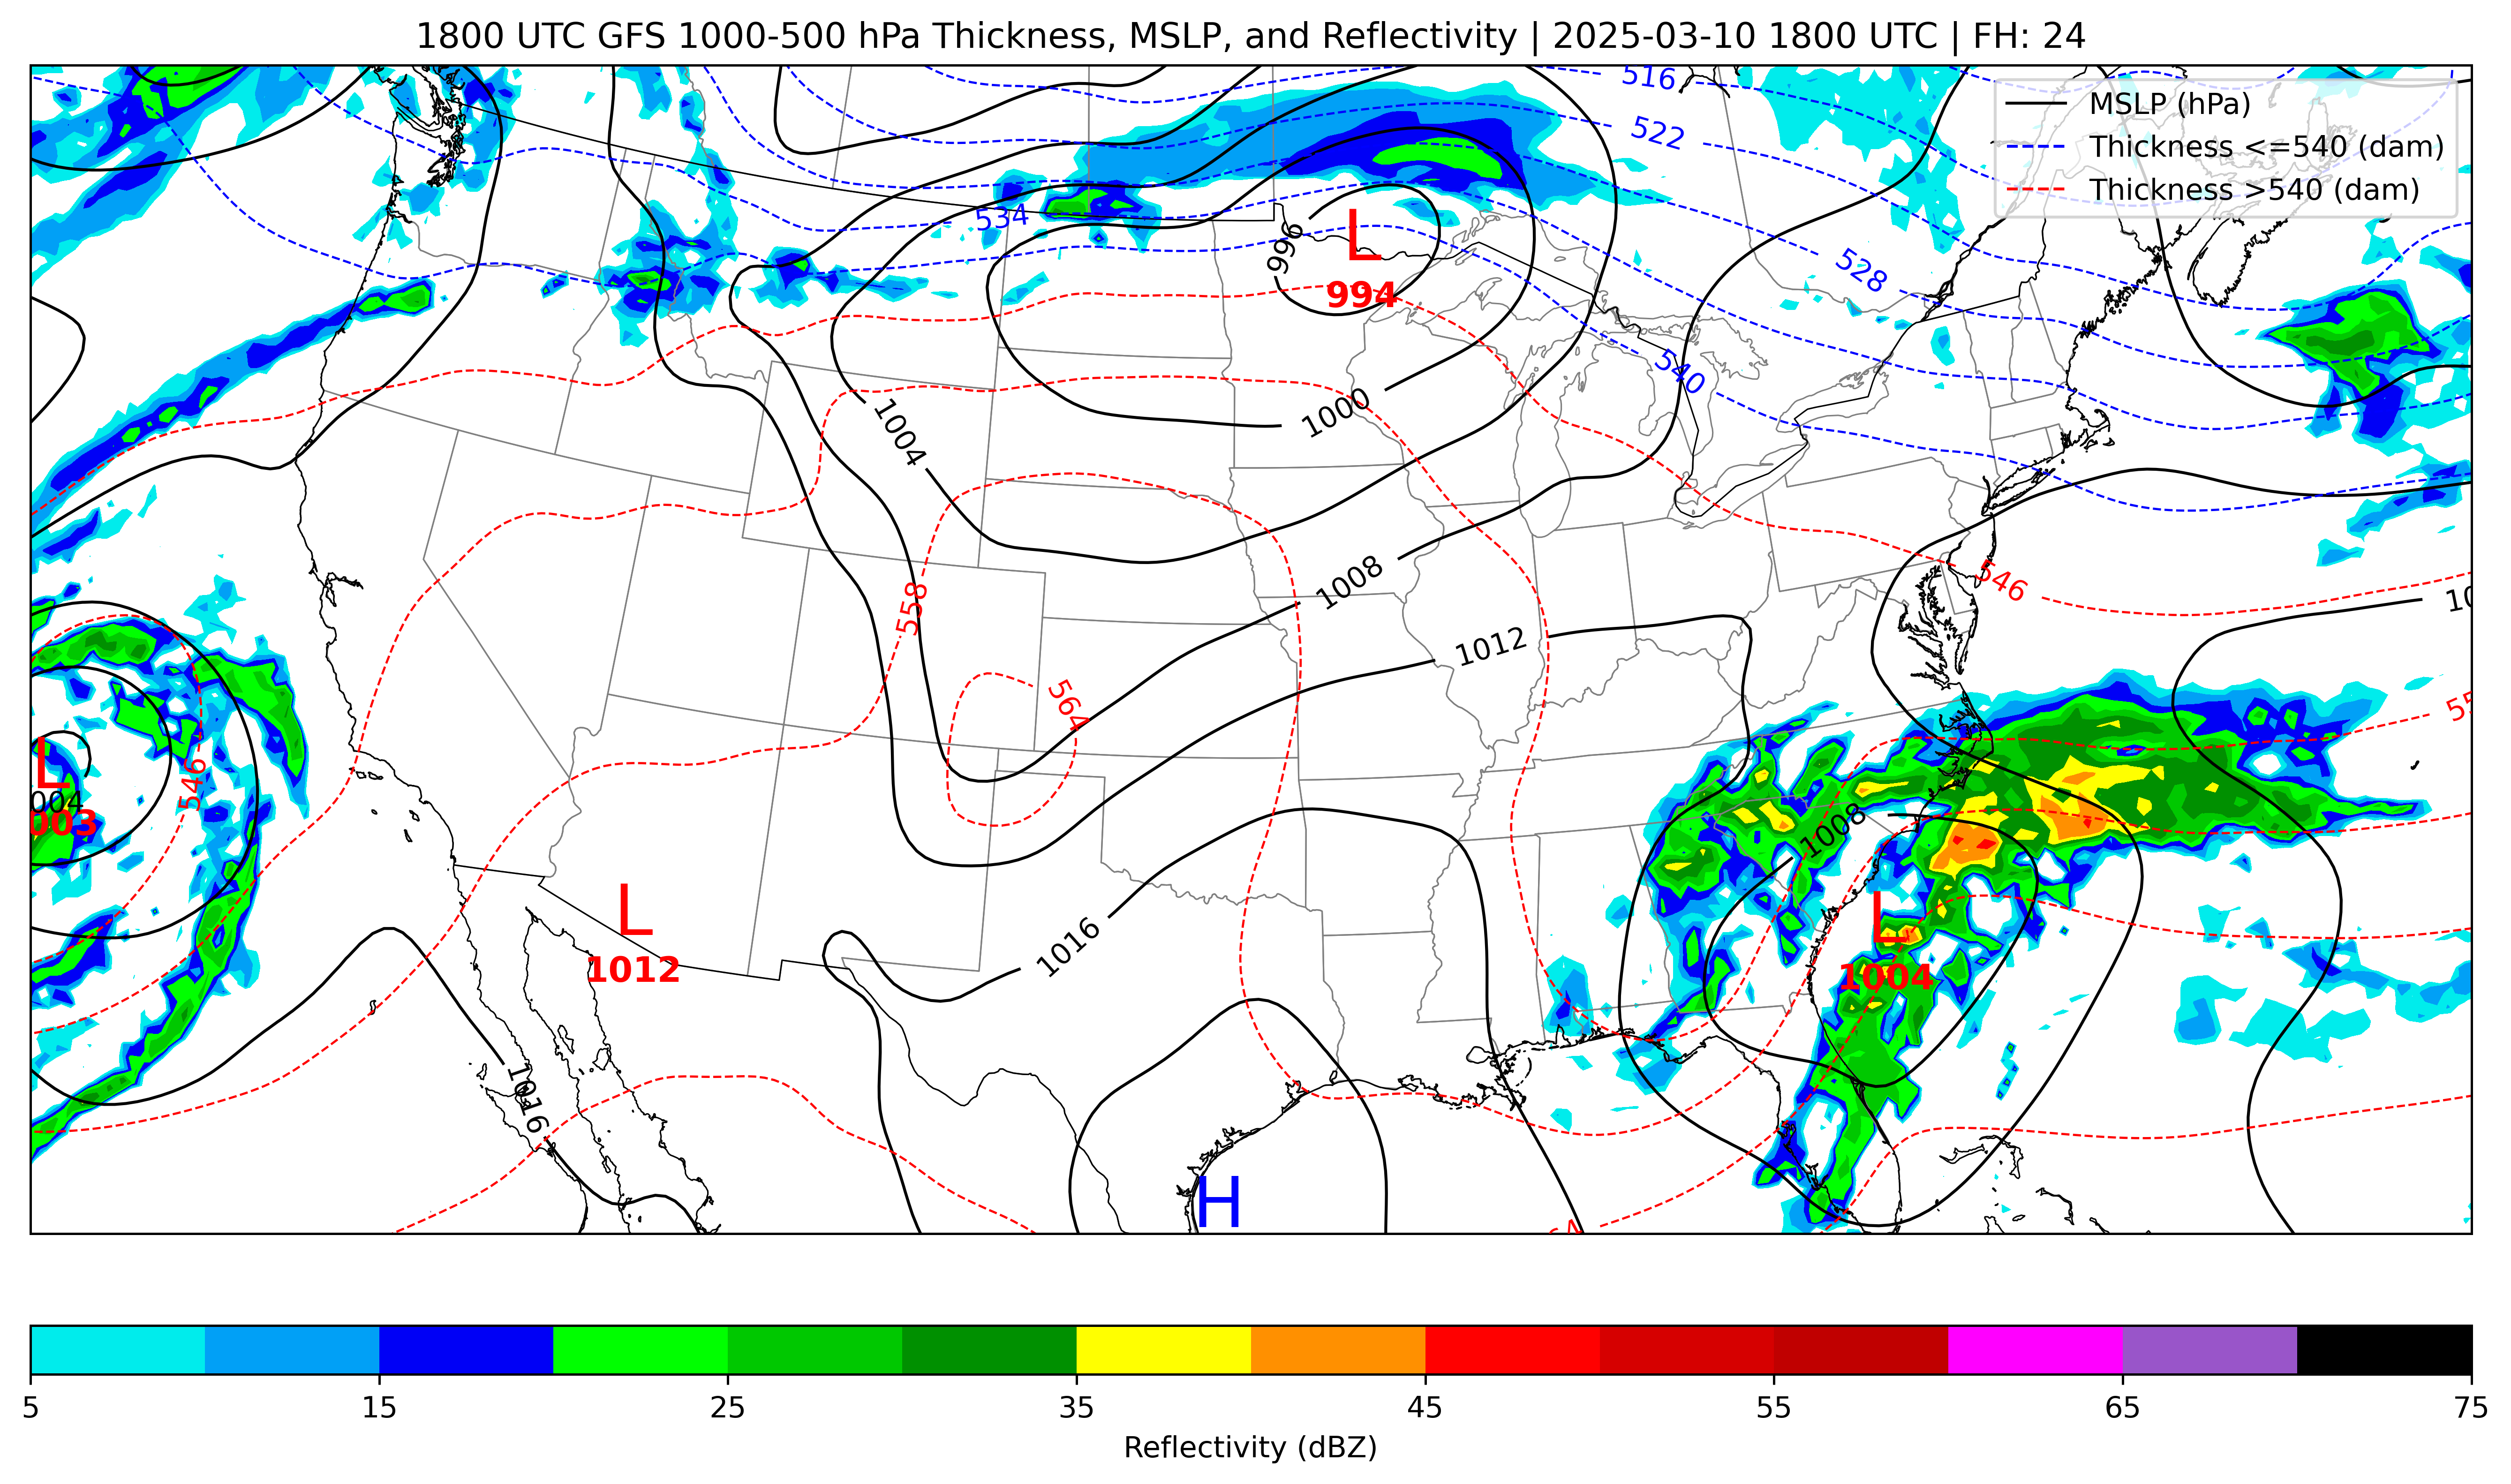 1800 UTC GFS 1000-500 hPa Thickness, MSLP, and Reflectivity | 2025-03-10 1800 UTC | FH: 24
MSLP (hPa)
Thickness <=540 (dam)
Thickness >540 (dam)
516
522
534
528
L
996
994
540
1000
1004
558
1008
546
1012
564
L
546
004
003
1008
L
1012
1016
L
1004
1016
H
5 15 25 35 45 55 65 75
Reflectivity (dBZ)